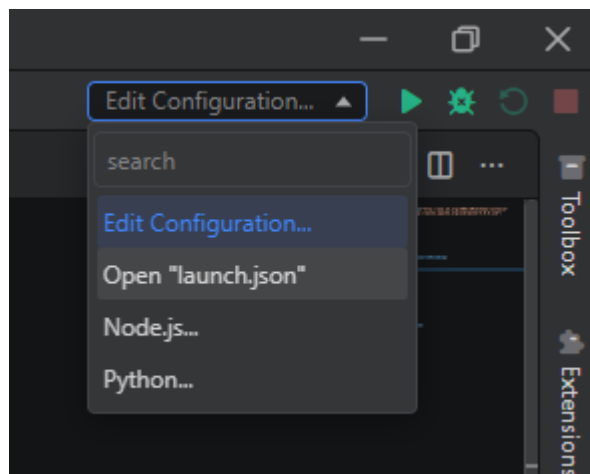 Edit Configuration...
search
Edit Configuration...
Open "launch.json"
Node.js...
Python...
Toolbox
Extensions